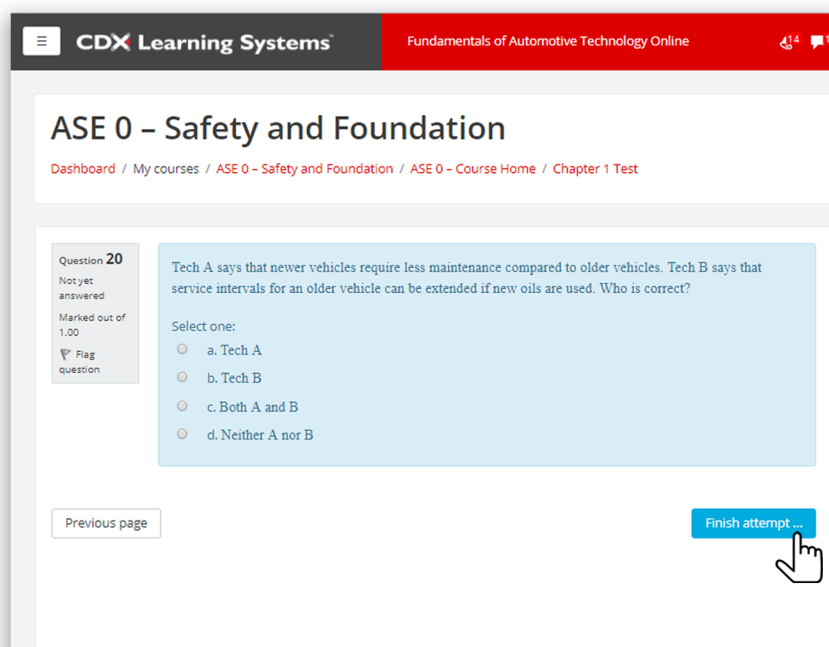 ☰ CDX Learning Systems™ Fundamentals of Automotive Technology Online 14
ASE 0 – Safety and Foundation
Dashboard / My courses / ASE 0 – Safety and Foundation / ASE 0 – Course Home / Chapter 1 Test
Question 20
Not yet
answered
Marked out of
1.00
Flag
question
Tech A says that newer vehicles require less maintenance compared to older vehicles. Tech B says that
service intervals for an older vehicle can be extended if new oils are used. Who is correct?
Select one:
a. Tech A
b. Tech B
c. Both A and B
d. Neither A nor B
Previous page
Finish attempt ...